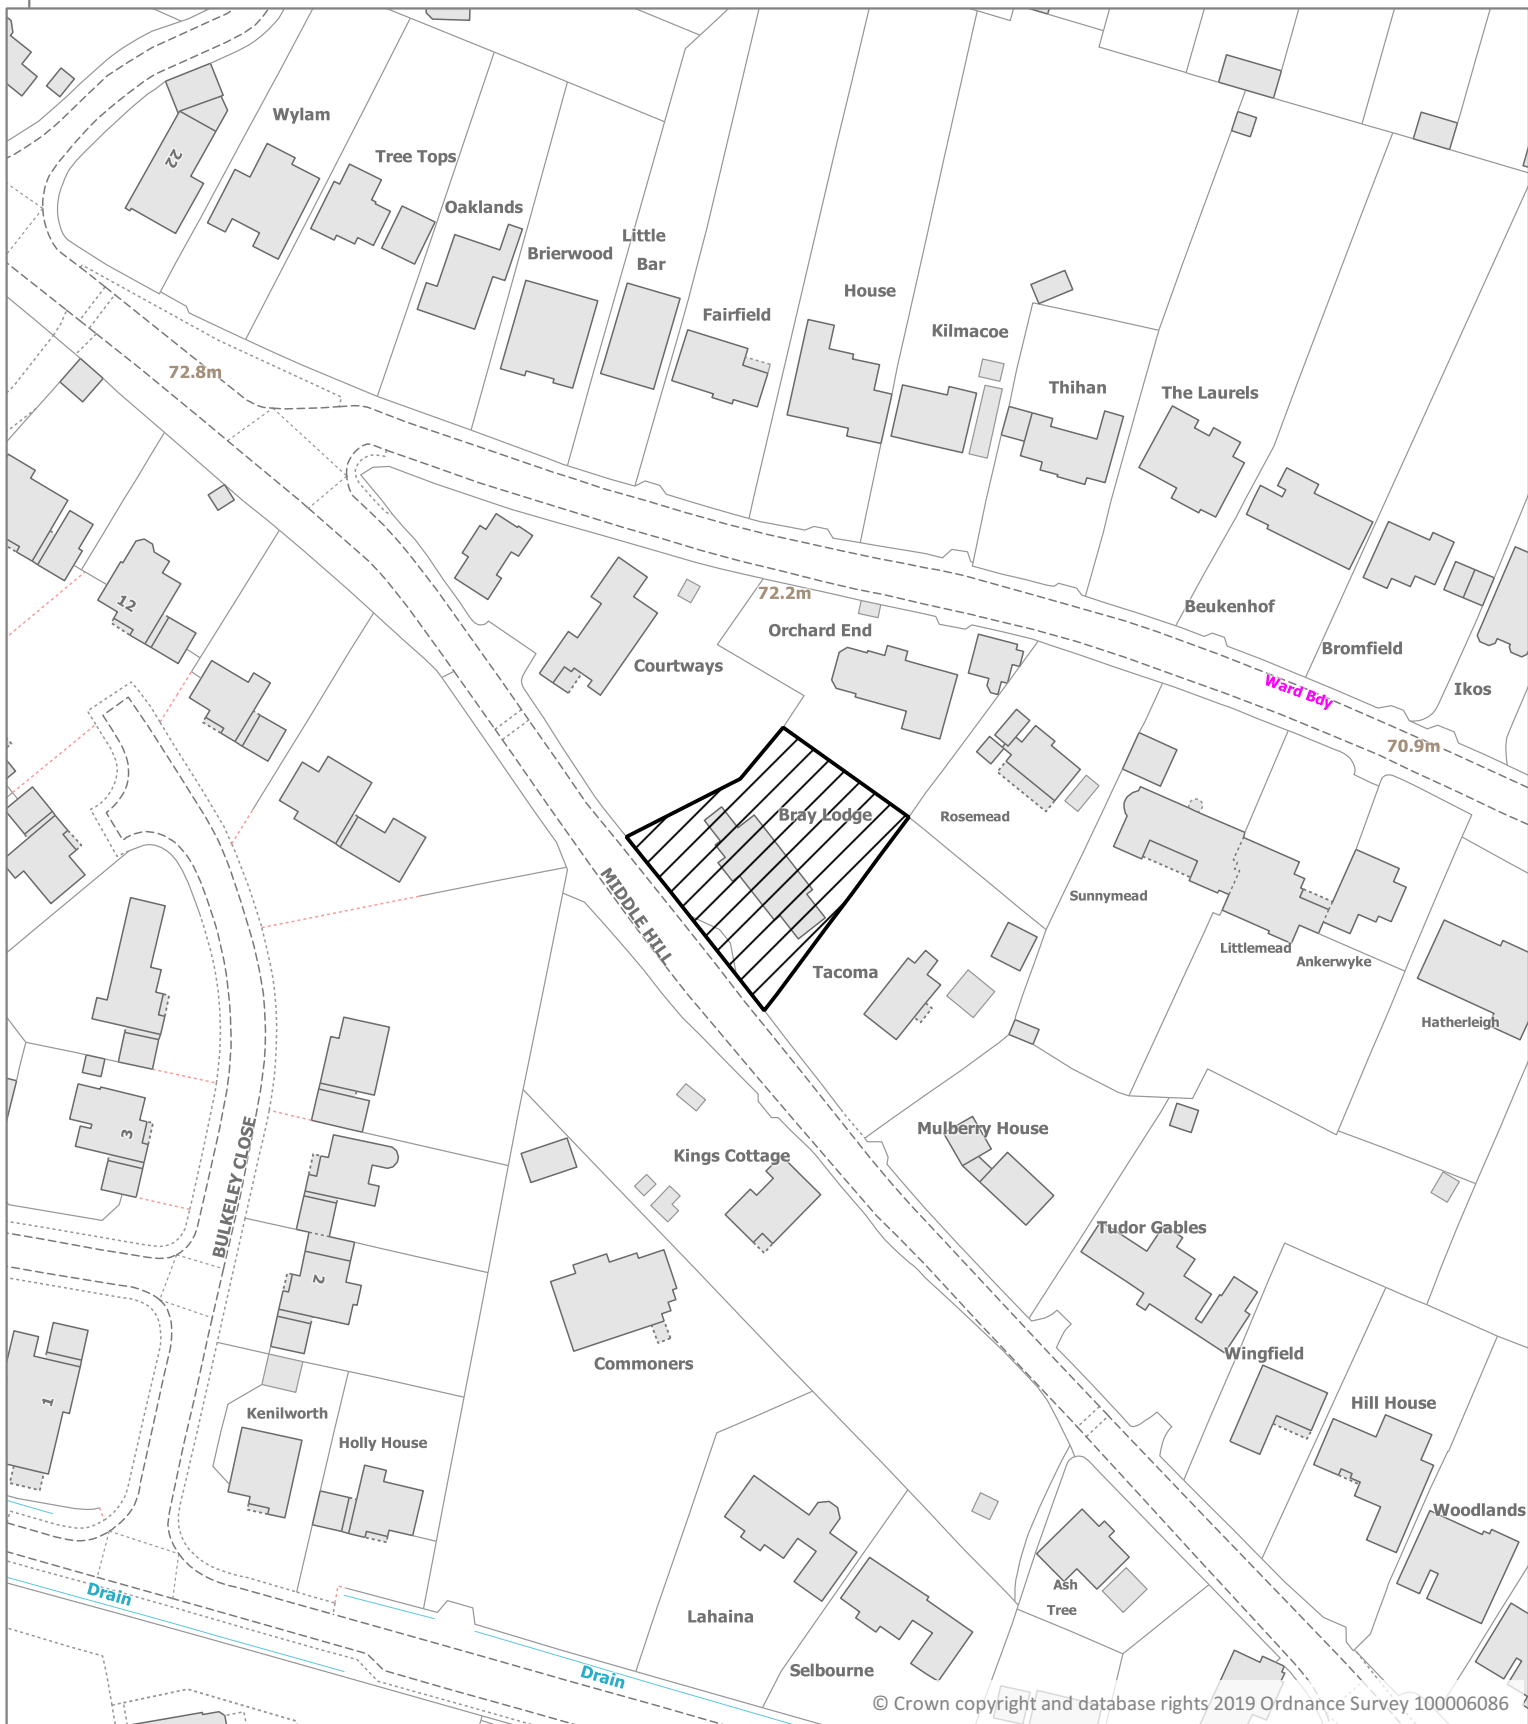 Wylam
22
Tree Tops
Oaklands
Little
Bar
Brierwood
House
Fairfield
Kilmacoe
72.8m
Thihan
The Laurels
72.2m
12
Beukenhof
Orchard End
Bromfield
Courtways
Ikos
Ward Bdy
70.9m
Bray Lodge
Rosemead
Sunnymead
MIDDLE HILL
Littlemead
Ankerwyke
Tacoma
Hatherleigh
3
Mulberry House
Kings Cottage
BULKELEY CLOSE
Tudor Gables
2
Wingfield
Commoners
1
Hill House
Kenilworth
Holly House
Woodlands
Ash
Tree
Drain
Lahaina
Selbourne
Drain
© Crown copyright and database rights 2019 Ordnance Survey 100006086